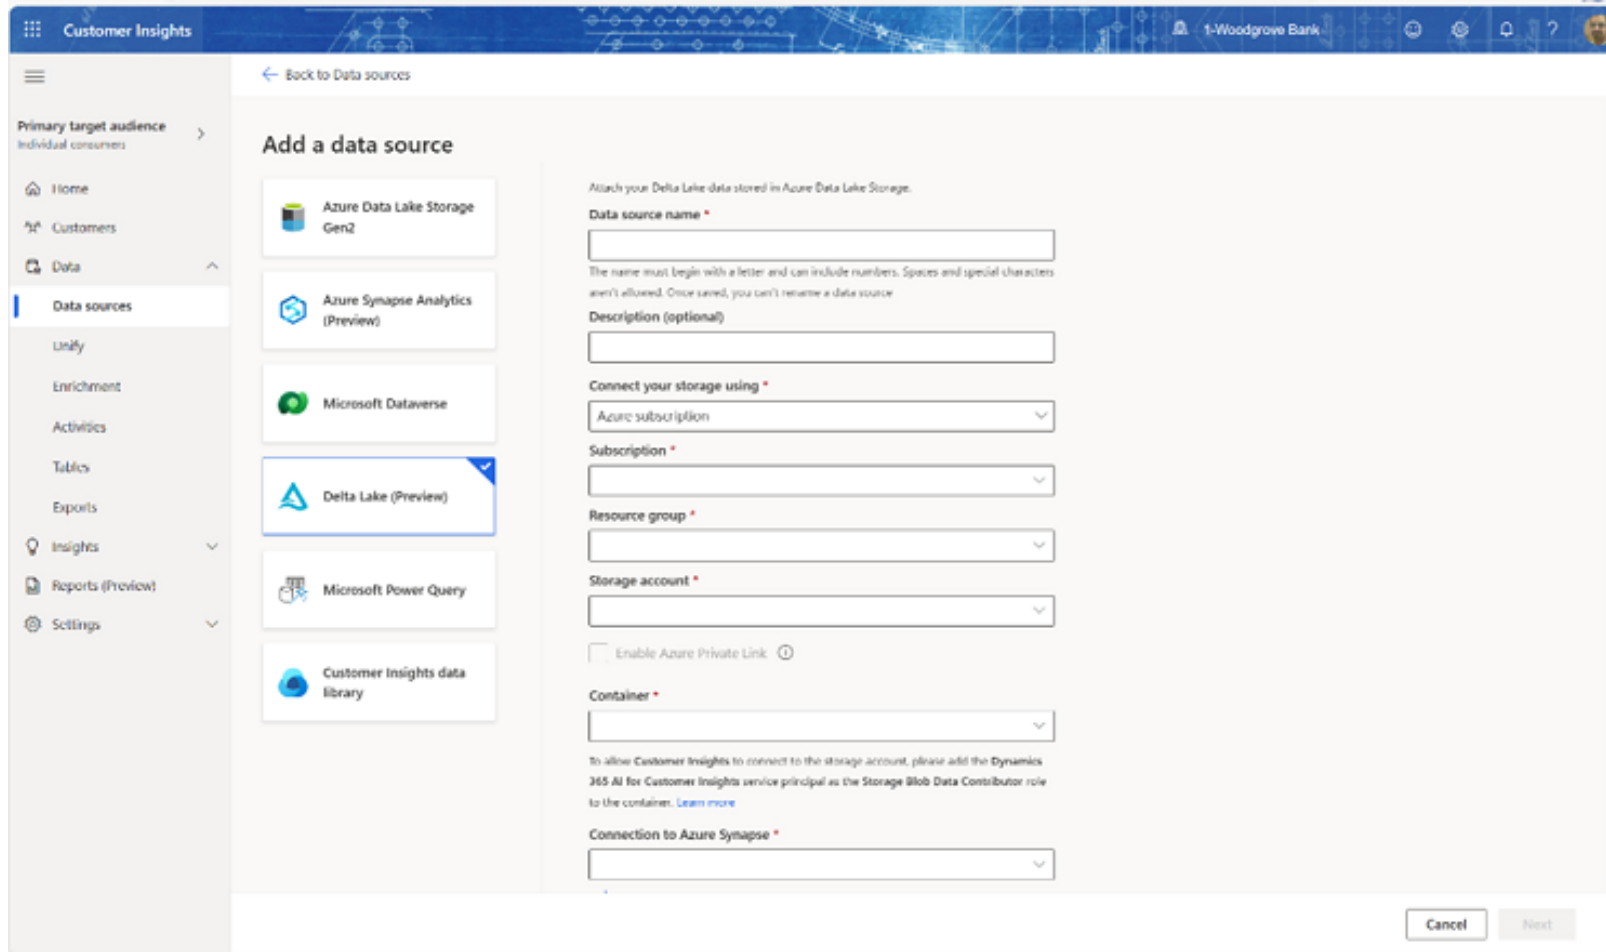 Customer Insights
1-Woodgrove Bank
?
Back to Data sources
Primary target audience
Individual consumers
Home
Customers
Data
Data sources
Unify
Enrichment
Activities
Tables
Exports
Insights
Reports (Preview)
Settings
Add a data source
Azure Data Lake Storage
Gen2
Azure Synapse Analytics
(Preview)
Microsoft Dataverse
Delta Lake (Preview)
Microsoft Power Query
Customer Insights data
library
Attach your Delta Lake data stored in Azure Data Lake Storage.
Data source name *
The name must begin with a letter and can include numbers. Spaces and special characters
aren't allowed. Once saved, you can't rename a data source
Description (optional)
Connect your storage using *
Azure subscription
Subscription *
Resource group *
Storage account *
Enable Azure Private Link
Container *
To allow Customer Insights to connect to the storage account, please add the Dynamics
365 AI for Customer Insights service principal as the Storage Blob Data Contributor role
to the container. Learn more
Connection to Azure Synapse *
Cancel
Next